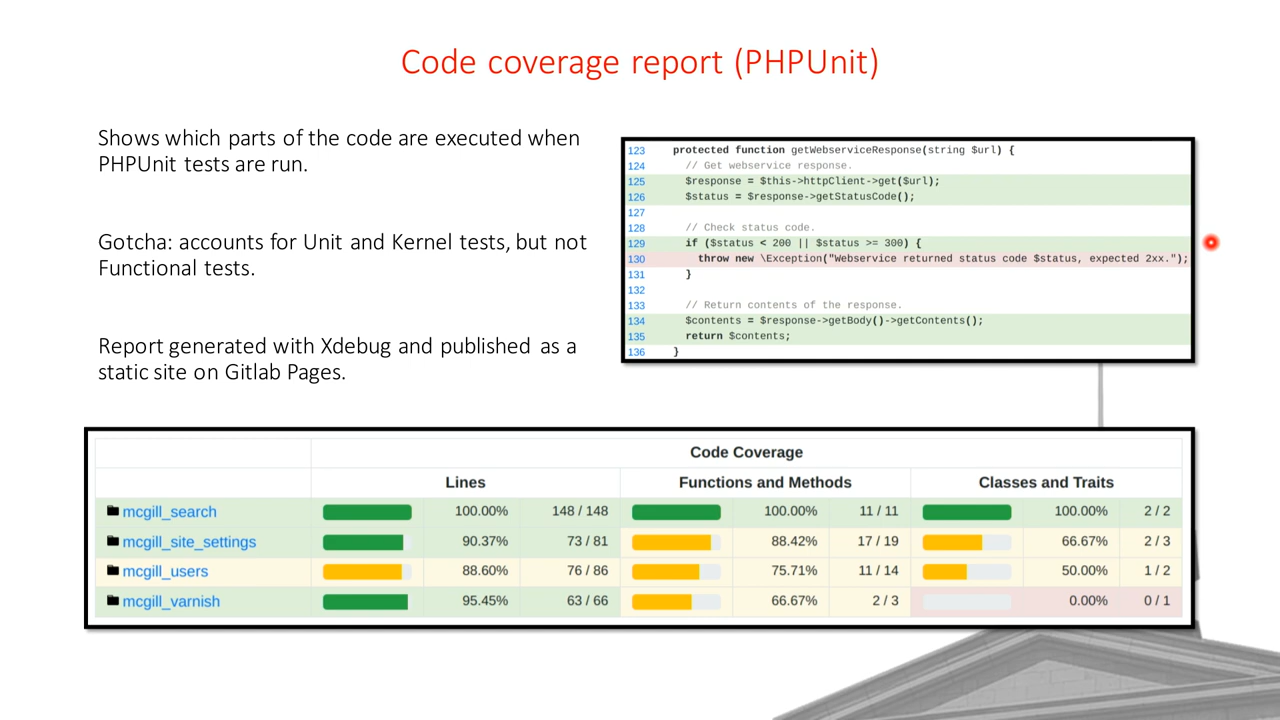 Code coverage report (PHPUnit)
Shows which parts of the code are executed when
PHPUnit tests are run.
Gotcha: accounts for Unit and Kernel tests, but not
Functional tests.
Report generated with Xdebug and published as a
static site on Gitlab Pages.
123 protected function getWebserviceResponse(string $url) {
124 // Get webservice response.
125 $response = $this->httpClient->get($url);
126 $status = $response->getStatusCode();
127
128 // Check status code.
129 if ($status < 200 || $status >= 300) {
130 throw new \Exception("Webservice returned status code $status, expected 2xx.");
131 }
132
133 // Return contents of the response.
134 $contents = $response->getBody()->getContents();
135 return $contents;
136 }
Code Coverage
Lines Functions and Methods Classes and Traits
mcgill_search 100.00% 148 / 148 100.00% 11 / 11 100.00% 2 / 2
mcgill_site_settings 90.37% 73 / 81 88.42% 17 / 19 66.67% 2 / 3
mcgill_users 88.60% 76 / 86 75.71% 11 / 14 50.00% 1 / 2
mcgill_varnish 95.45% 63 / 66 66.67% 2 / 3 0.00% 0 / 1